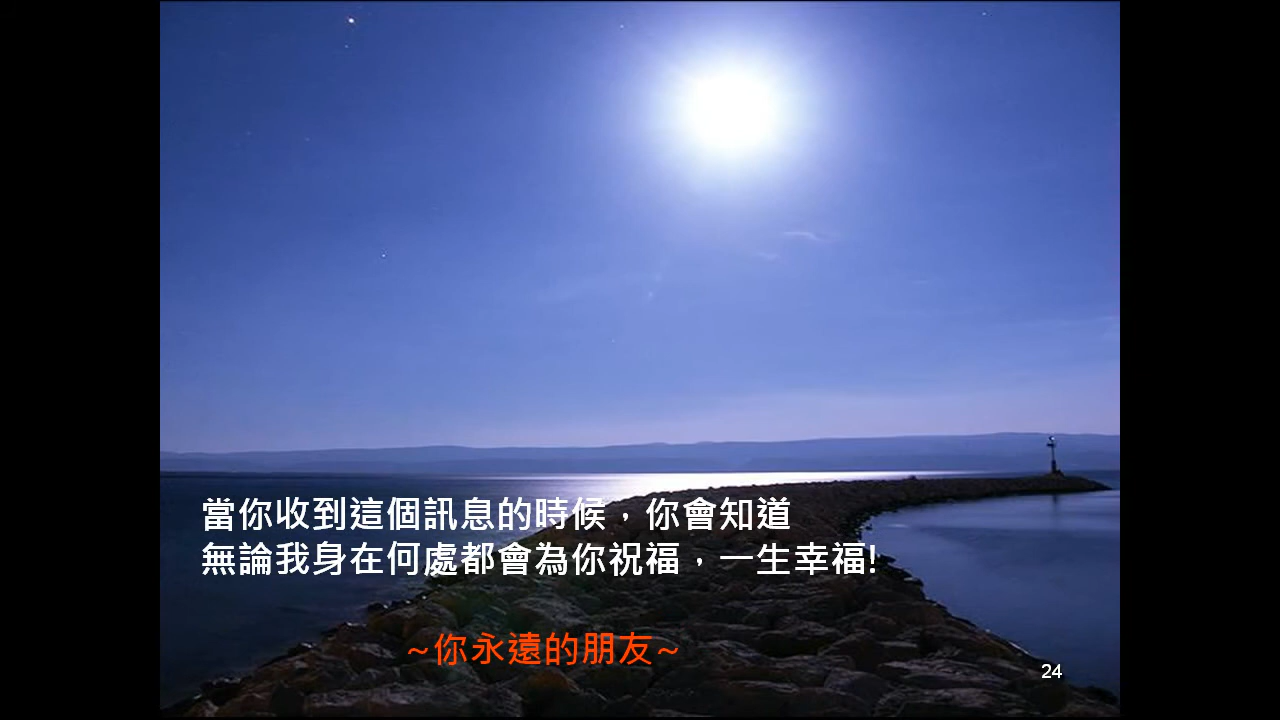 當你收到這個訊息的時候，你會知道
無論我身在何處都會為你祝福，一生幸福!
~你永遠的朋友~
24